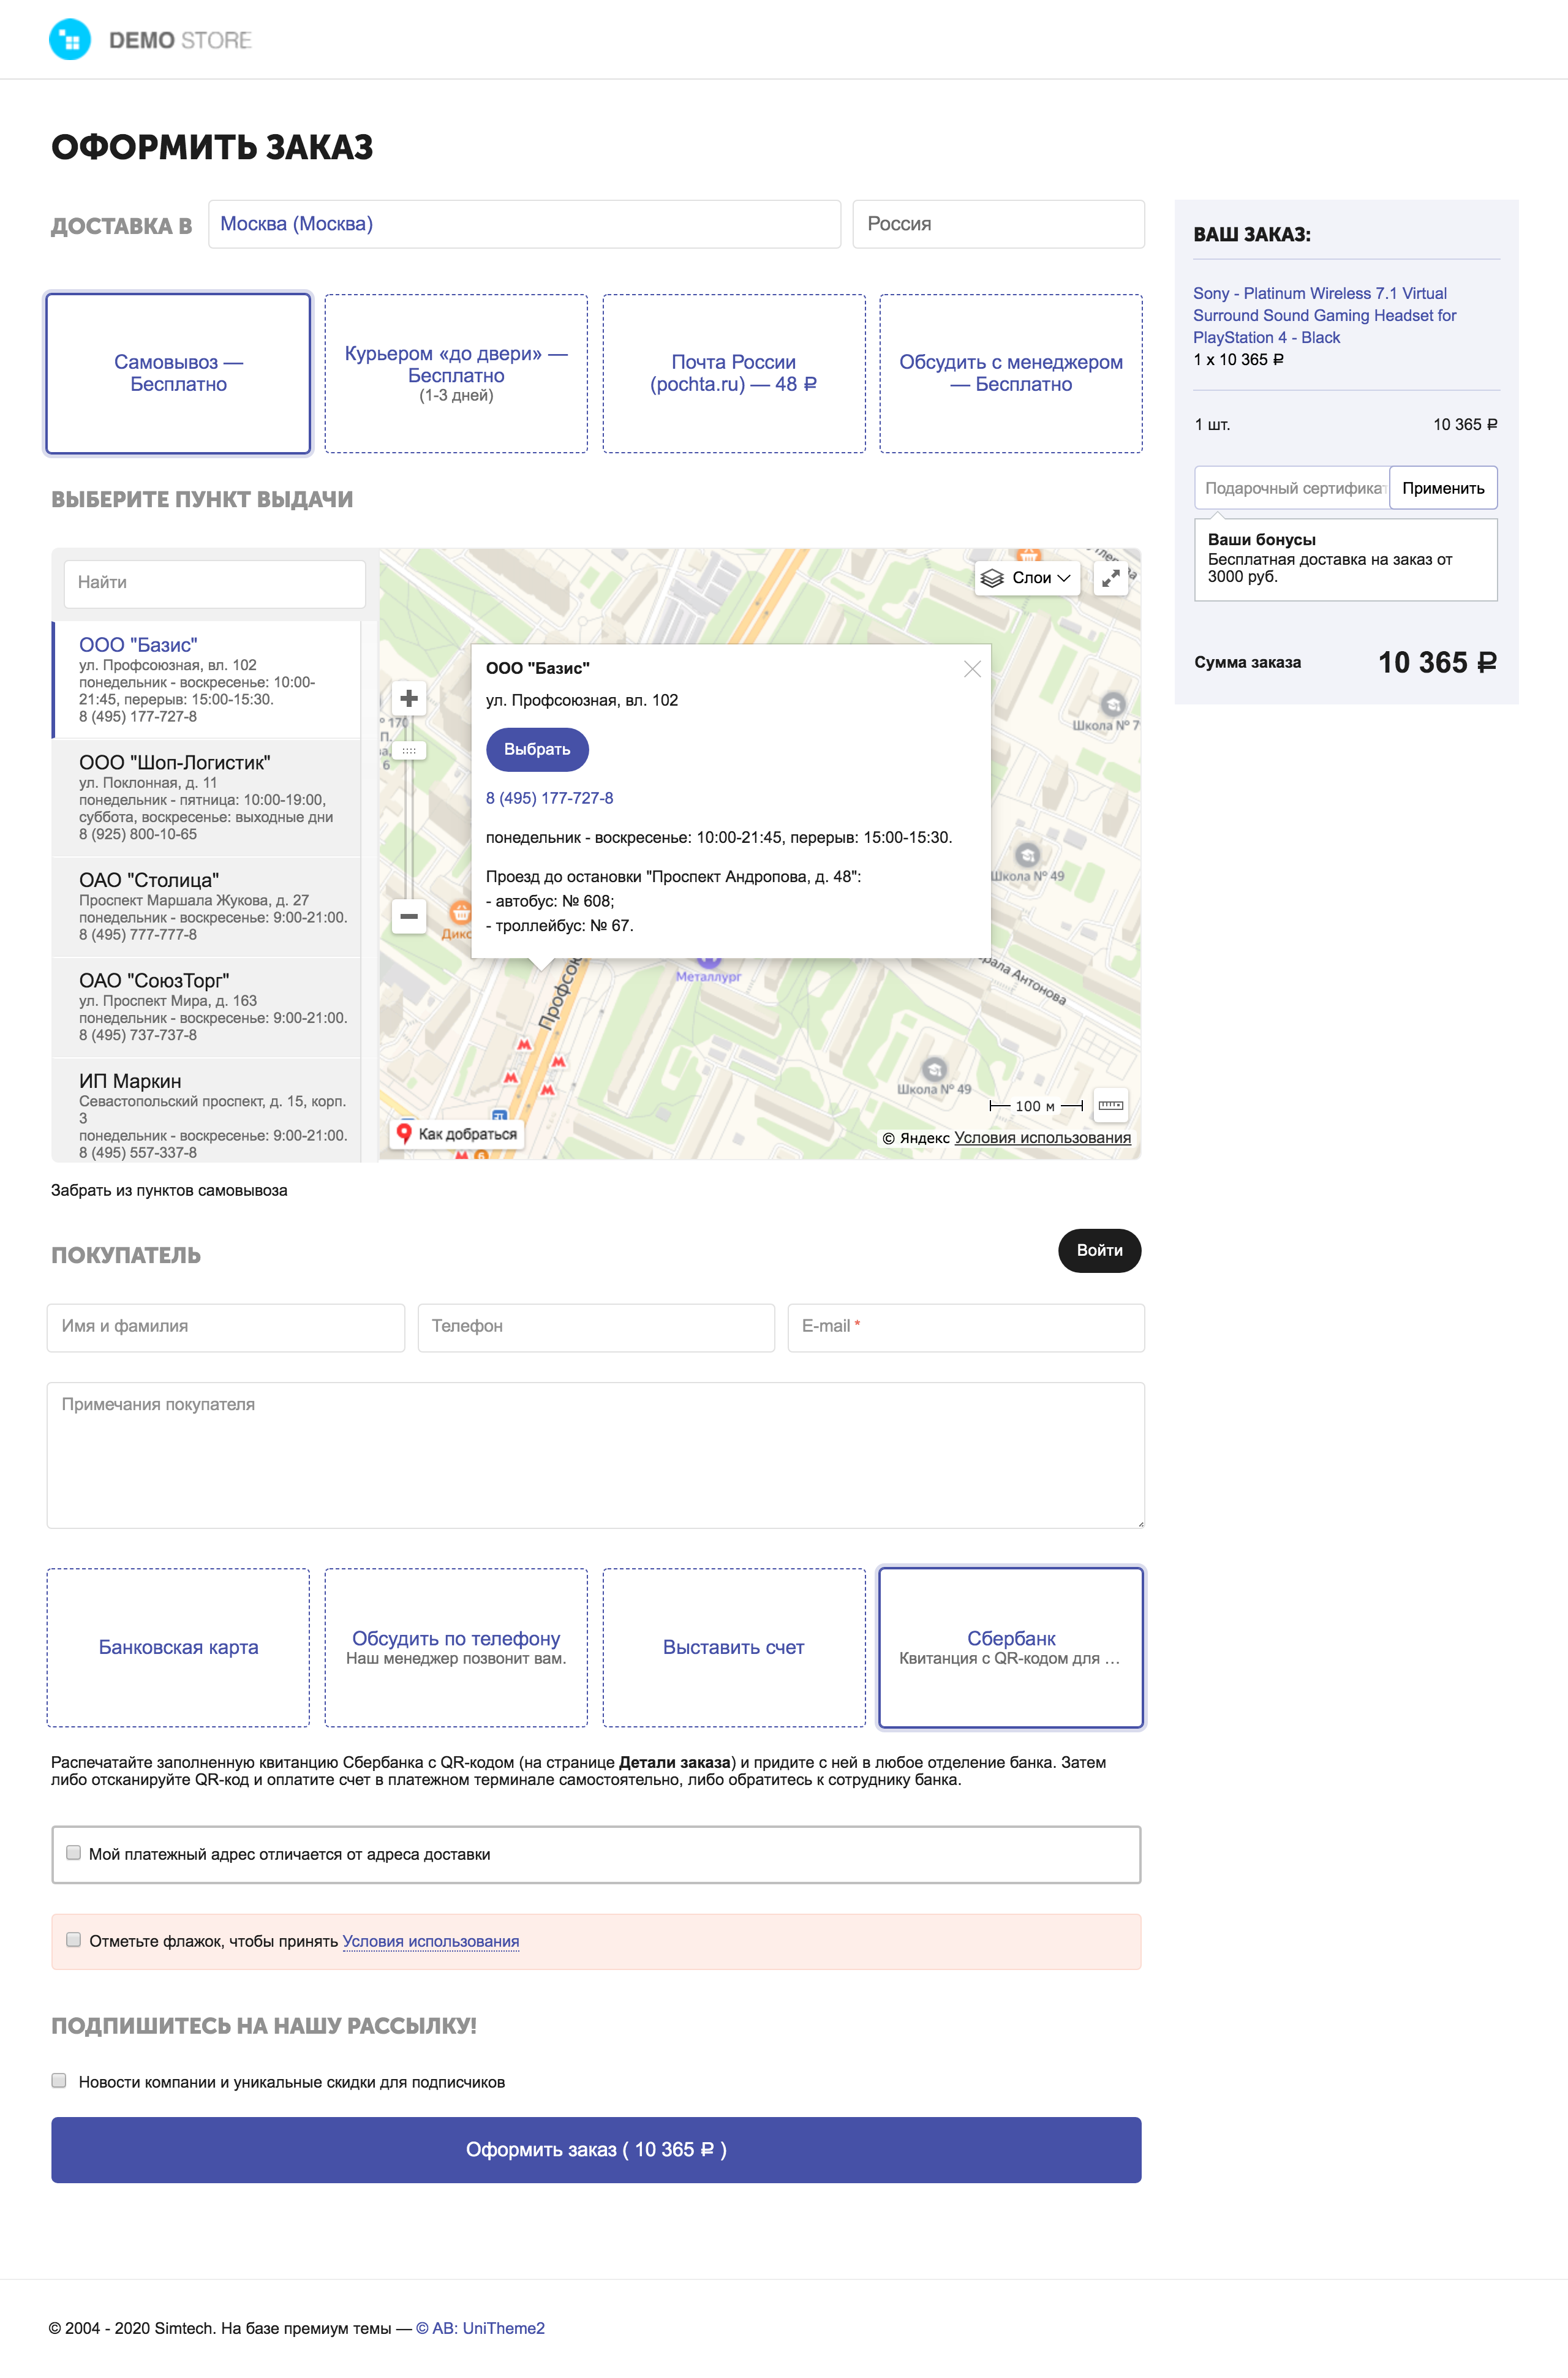 DEMO STORE
ОФОРМИТЬ ЗАКАЗ
ДОСТАВКА В
Москва (Москва)
Россия
Самовывоз —
Бесплатно
Курьером «до двери» —
Бесплатно
(1-3 дней)
Почта России
(pochta.ru) — 48 ₽
Обсудить с менеджером
— Бесплатно
ВЫБЕРИТЕ ПУНКТ ВЫДАЧИ
Найти
ООО "Базис"
ул. Профсоюзная, вл. 102
понедельник - воскресенье: 10:00-
21:45, перерыв: 15:00-15:30.
8 (495) 177-727-8
ООО "Шоп-Логистик"
ул. Поклонная, д. 11
понедельник - пятница: 10:00-19:00,
суббота, воскресенье: выходные дни
8 (925) 800-10-65
ОАО "Столица"
Проспект Маршала Жукова, д. 27
понедельник - воскресенье: 9:00-21:00.
8 (495) 777-777-8
ОАО "СоюзТорг"
ул. Проспект Мира, д. 163
понедельник - воскресенье: 9:00-21:00.
8 (495) 737-737-8
ИП Маркин
Севастопольский проспект, д. 15, корп.
3
понедельник - воскресенье: 9:00-21:00.
8 (495) 557-337-8
Слои
ООО "Базис"
ул. Профсоюзная, вл. 102
Выбрать
8 (495) 177-727-8
понедельник - воскресенье: 10:00-21:45, перерыв: 15:00-15:30.
Проезд до остановки "Проспект Андропова, д. 48":
- автобус: № 608;
- троллейбус: № 67.
Школа № 7
Школа № 49
Дикс
Металлург
рала Антонова
Профсою
Школа № 49
100 м
Как добраться
© Яндекс Условия использования
Забрать из пунктов самовывоза
ПОКУПАТЕЛЬ
Войти
Имя и фамилия
Телефон
E-mail *
Примечания покупателя
Банковская карта
Обсудить по телефону
Наш менеджер позвонит вам.
Выставить счет
Сбербанк
Квитанция с QR-кодом для …
Распечатайте заполненную квитанцию Сбербанка с QR-кодом (на странице Детали заказа) и придите с ней в любое отделение банка. Затем
либо отсканируйте QR-код и оплатите счет в платежном терминале самостоятельно, либо обратитесь к сотруднику банка.
Мой платежный адрес отличается от адреса доставки
Отметьте флажок, чтобы принять Условия использования
ПОДПИШИТЕСЬ НА НАШУ РАССЫЛКУ!
Новости компании и уникальные скидки для подписчиков
Оформить заказ ( 10 365 ₽ )
ВАШ ЗАКАЗ:
Sony - Platinum Wireless 7.1 Virtual
Surround Sound Gaming Headset for
PlayStation 4 - Black
1 x 10 365 ₽
1 шт.
10 365 ₽
Подарочный сертификат
Применить
Ваши бонусы
Бесплатная доставка на заказ от
3000 руб.
Сумма заказа
10 365 ₽
© 2004 - 2020 Simtech. На базе премиум темы — © AB: UniTheme2